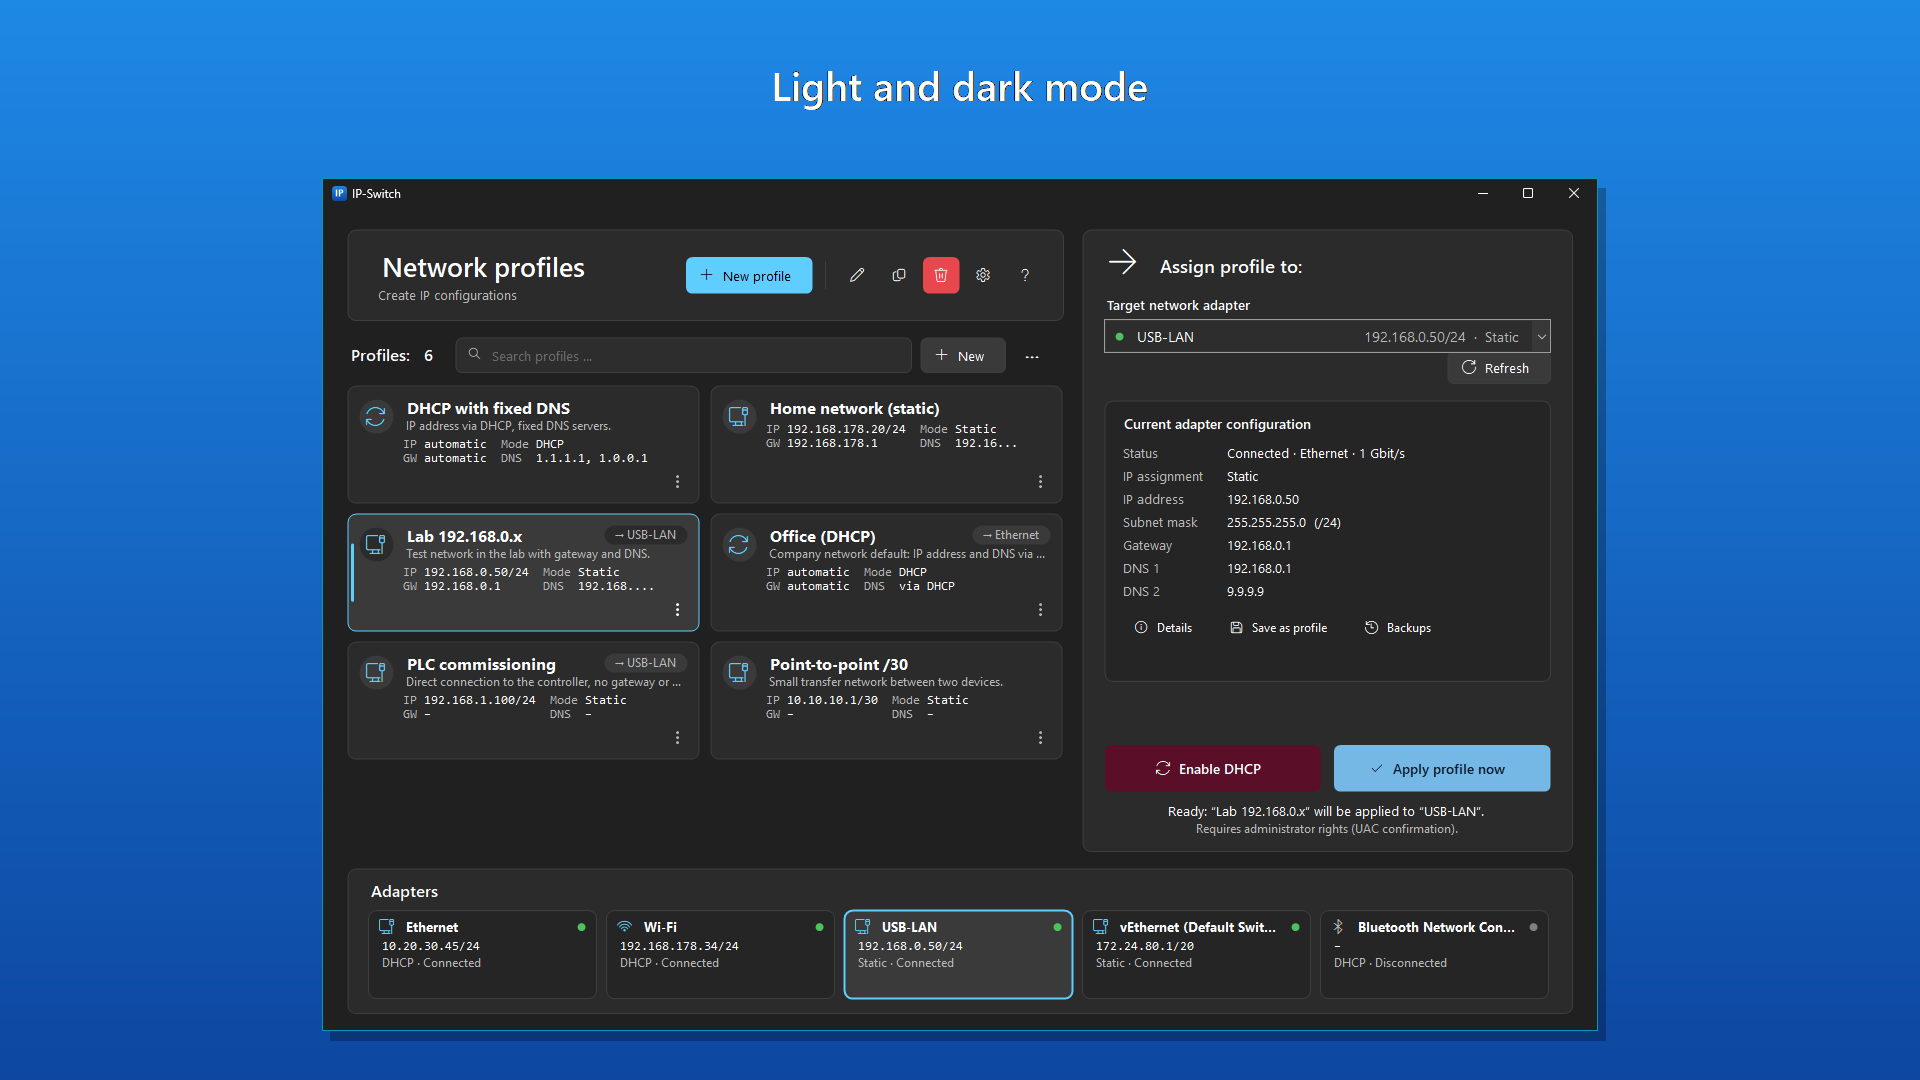 Light and dark mode
IP IP-Switch
Network profiles
Create IP configurations
New profile
?
Profiles: 6
Search profiles ...
New
...
DHCP with fixed DNS
IP address via DHCP, fixed DNS servers.
IP automatic Mode DHCP
GW automatic DNS 1.1.1.1, 1.0.0.1
Home network (static)
IP 192.168.178.20/24 Mode Static
GW 192.168.178.1 DNS 192.16...
Lab 192.168.0.x → USB-LAN
Test network in the lab with gateway and DNS.
IP 192.168.0.50/24 Mode Static
GW 192.168.0.1 DNS 192.168....
Office (DHCP) → Ethernet
Company network default: IP address and DNS via ...
IP automatic Mode DHCP
GW automatic DNS via DHCP
PLC commissioning → USB-LAN
Direct connection to the controller, no gateway or ...
IP 192.168.1.100/24 Mode Static
GW – DNS –
Point-to-point /30
Small transfer network between two devices.
IP 10.10.10.1/30 Mode Static
GW – DNS –
Assign profile to:
Target network adapter
USB-LAN 192.168.0.50/24 · Static
Refresh
Current adapter configuration
Status Connected · Ethernet · 1 Gbit/s
IP assignment Static
IP address 192.168.0.50
Subnet mask 255.255.255.0 (/24)
Gateway 192.168.0.1
DNS 1 192.168.0.1
DNS 2 9.9.9.9
Details Save as profile Backups
Enable DHCP
Apply profile now
Ready: “Lab 192.168.0.x” will be applied to “USB-LAN”.
Requires administrator rights (UAC confirmation).
Adapters
Ethernet
10.20.30.45/24
DHCP · Connected
Wi-Fi
192.168.178.34/24
DHCP · Connected
USB-LAN
192.168.0.50/24
Static · Connected
vEthernet (Default Swit...
172.24.80.1/20
Static · Connected
Bluetooth Network Con...
–
DHCP · Disconnected